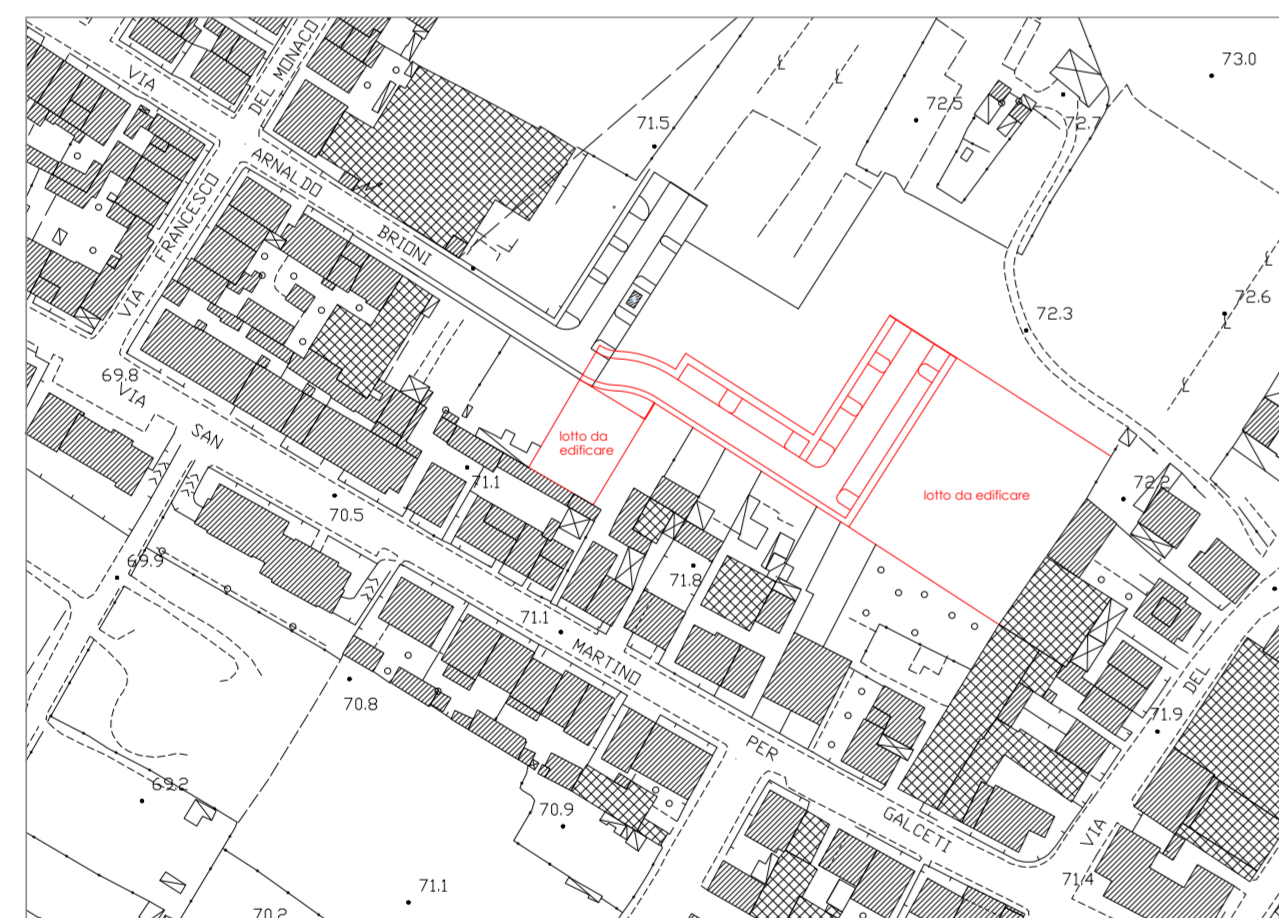 VIA
DEL MONACO
73.0
72.5
72.7
71.5
ARNALDO
BRIONI
FRANCESCO
VIA
72.3
72.6
69.8
VIA
SAN
lotto da
edificare
71.1
70.5
lotto da edificare
72.2
69.9
71.8
71.1
MARTINO
70.8
DEL
71.9
PER
69.2
70.9
GALCETI
VIA
71.4
71.1
70.2